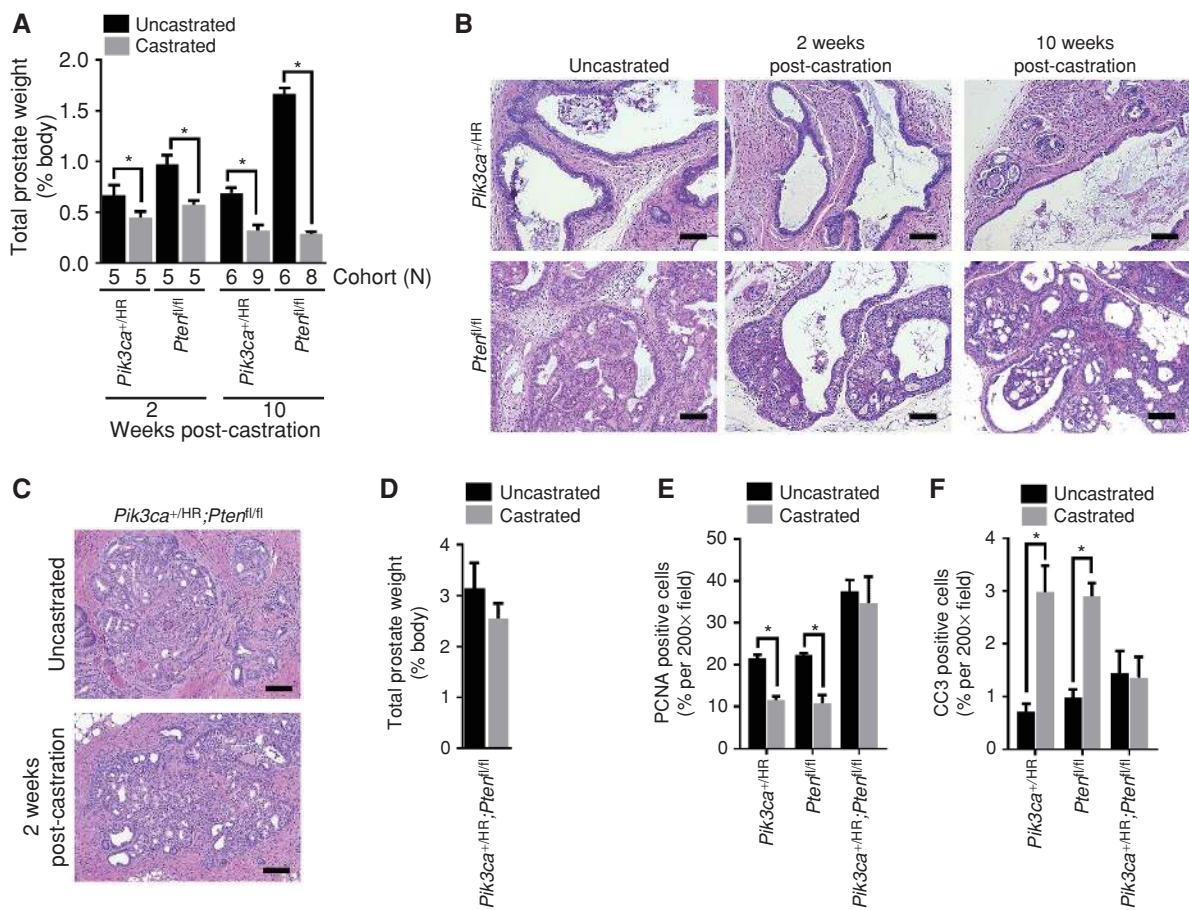 A
Uncastrated
Castrated
Total prostate weight
(% body)
2.0
1.5
1.0
0.5
0.0
5 5 5 5 6 9 6 8 Cohort (N)
Pik3ca+/HR
Ptenfl/fl
Pik3ca+/HR
Ptenfl/fl
2
10
Weeks post-castration
B
Uncastrated
2 weeks
post-castration
10 weeks
post-castration
Pik3ca+/HR
Ptenfl/fl
C
Pik3ca+/HR;Ptenfl/fl
Uncastrated
2 weeks
post-castration
D
Uncastrated
Castrated
Total prostate weight
(% body)
4
3
2
1
0
Pik3ca+/HR;Ptenfl/fl
E
Uncastrated
Castrated
PCNA positive cells
(% per 200× field)
50
40
30
20
10
0
*
*
Pik3ca+/HR
Ptenfl/fl
Pik3ca+/HR;Ptenfl/fl
F
Uncastrated
Castrated
CC3 positive cells
(% per 200× field)
4
3
2
1
0
*
*
Pik3ca+/HR
Ptenfl/fl
Pik3ca+/HR;Ptenfl/fl